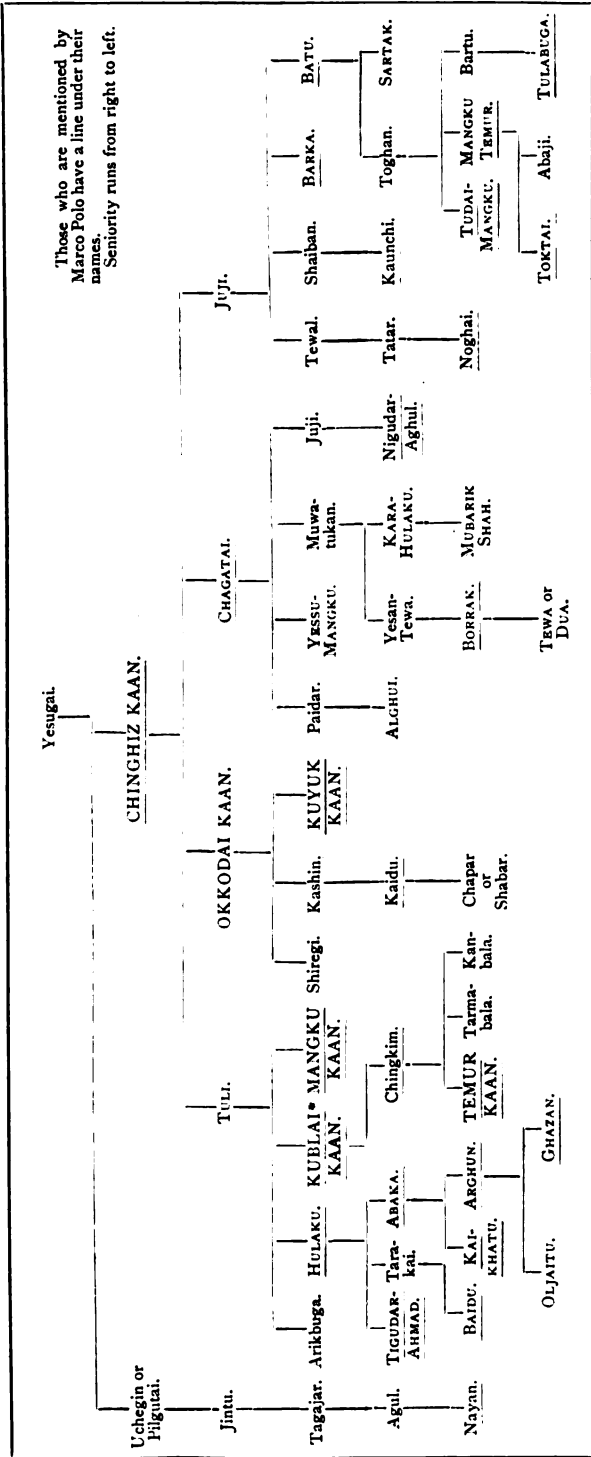 Those who are mentioned by
Marco Polo have a line under their
names.
Seniority runs from right to left.
Yesugai.
Uchegin or
Pilgutai.
CHINGHIZ KAAN.
Jintu.
TULI.
OKKODAI KAAN.
CHAGATAI.
JUJI.
Tagajar.
Arikbuga.
HULAKU.
KUBLAI*
KAAN.
MANGKU
KAAN.
Shiregi.
Kashin.
KUYUK
KAAN.
Paidar.
YESSU-
MANGKU.
Muwa-
tukan.
Juji.
Tewal.
Shaiban.
BARKA.
BATU.
Agul.
TIGUDAR-
AHMAD.
Tara-
kai.
ABAKA.
Chingkim.
Kaidu.
ALGHUI.
Yesan-
Tewa.
KARA-
HULAKU.
Nigudar-
Aghul.
Tatar.
Kaunchi.
Toghan.
SARTAK.
Nayan.
BAIDU.
KAI-
KHATU.
ARGHUN.
TEMUR
KAAN.
Tarma-
bala.
Kan-
bala.
Chapar
or
Shabar.
BORRAK.
MUBARIK
SHAH.
Noghai.
TUDAI-
MANGKU.
MANGKU
TEMUR.
Bartu.
OLJAITU.
GHAZAN.
TEWA or
DUA.
TOKTAI.
Abaji.
TULABUGA.